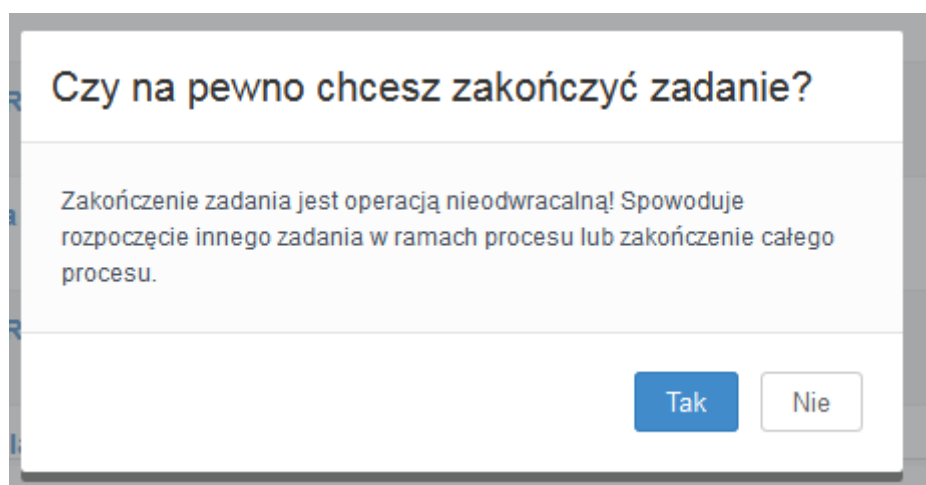 Czy na pewno chcesz zakończyć zadanie?
Zakończenie zadania jest operacją nieodwracalną! Spowoduje
rozpoczęcie innego zadania w ramach procesu lub zakończenie całego
procesu.
Tak
Nie